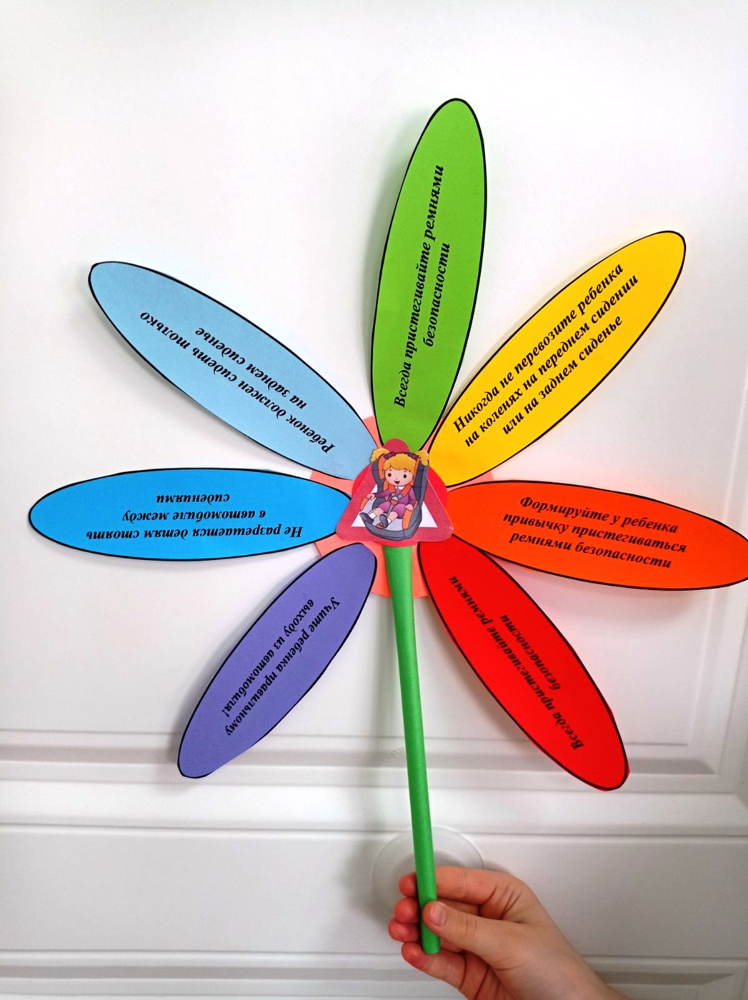 Всегда пристегивайте ремнями
безопасности
Никогда не перевозите ребенка
на коленях на переднем сидении
или на заднем сиденье
Формируйте у ребенка
привычку пристегиваться
ремнями безопасности
Всегда пристегивайте ремнями
безопасности
Учите ребенка правильному
выходу из автомобиля!
Не разрешается детям стоять
в автомобиле между
сидениями
Ребенок должен сидеть только
на заднем сиденье